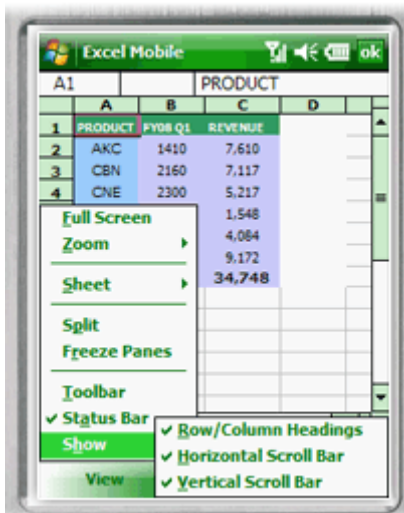 Excel Mobile ok
A1 PRODUCT
A B C D
1 PRODUCT FY08 Q1 REVENUE
2 AKC 1410 7,610
3 CBN 2160 7,117
4 CNE 2300 5,217
1,548
4,084
9,172
34,748
Full Screen
Zoom
Sheet
Split
Freeze Panes
Toolbar
Status Bar
Show
Row/Column Headings
Horizontal Scroll Bar
Vertical Scroll Bar
View